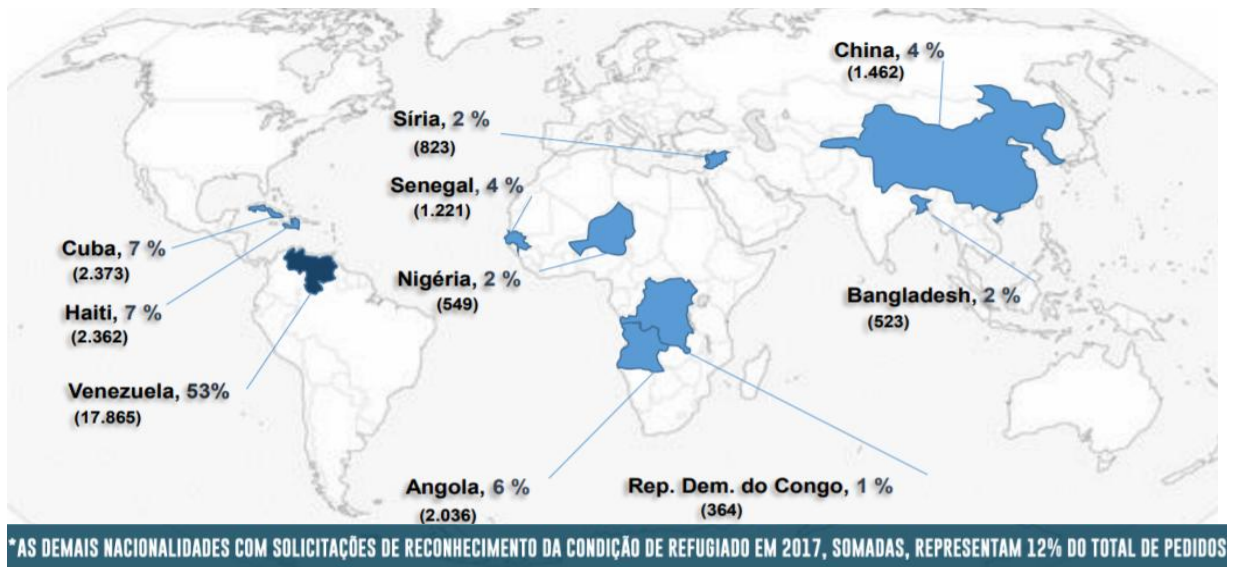 China, 4 %
(1.462)
Síria, 2 %
(823)
Senegal, 4 %
(1.221)
Cuba, 7 %
(2.373)
Nigéria, 2 %
(549)
Haiti, 7 %
(2.362)
Bangladesh, 2 %
(523)
Venezuela, 53%
(17.865)
Angola, 6 %
(2.036)
Rep. Dem. do Congo, 1 %
(364)
*AS DEMAIS NACIONALIDADES COM SOLICITAÇÕES DE RECONHECIMENTO DA CONDIÇÃO DE REFUGIADO EM 2017, SOMADAS, REPRESENTAM 12% DO TOTAL DE PEDIDOS